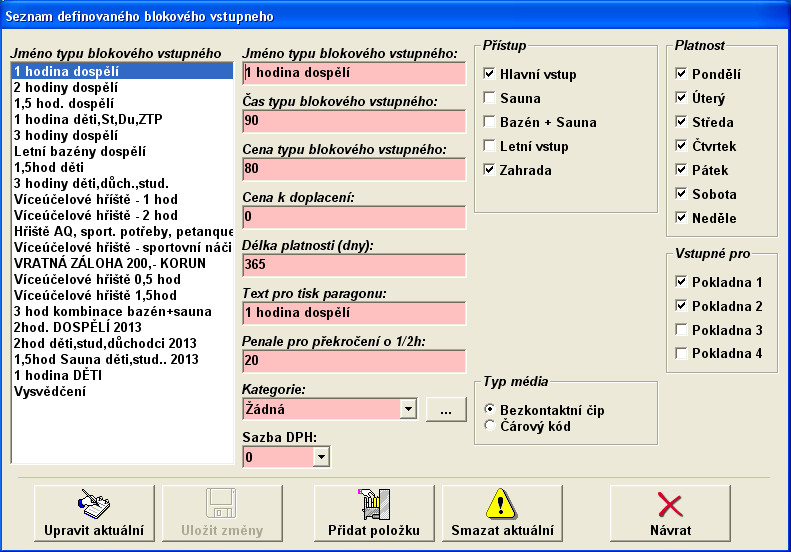 Seznam definovaného blokového vstupneho
Jméno typu blokového vstupného
1 hodina dospělí
2 hodiny dospělí
1,5 hod. dospělí
1 hodina děti,St,Du,ZTP
3 hodiny dospělí
Letní bazény dospělí
1,5hod děti
3 hodiny děti,důch.,stud.
Víceúčelové hřiště - 1 hod
Víceúčelové hřiště - 2 hod
Hřiště AQ, sport. potřeby, petanque
Víceúčelové hřiště - sportovní náči
VRATNÁ ZÁLOHA 200,- KORUN
Víceúčelové hřiště 0,5 hod
Víceúčelové hřiště 1,5hod
3 hod kombinace bazén+sauna
2hod. DOSPĚLÍ 2013
2hod děti,stud,důchodci 2013
1,5hod Sauna děti,stud.. 2013
1 hodina DĚTI
Vysvědčení
Jméno typu blokového vstupného:
1 hodina dospělí
Čas typu blokového vstupného:
90
Cena typu blokového vstupného:
80
Cena k doplacení:
0
Délka platnosti (dny):
365
Text pro tisk paragonu:
1 hodina dospělí
Penale pro překročení o 1/2h:
20
Kategorie:
Žádná
...
Sazba DPH:
0
Přístup
Hlavní vstup
Sauna
Bazén + Sauna
Letní vstup
Zahrada
Typ média
Bezkontaktní čip
Čárový kód
Platnost
Pondělí
Úterý
Středa
Čtvrtek
Pátek
Sobota
Neděle
Vstupné pro
Pokladna 1
Pokladna 2
Pokladna 3
Pokladna 4
Upravit aktuální
Uložit změny
Přidat položku
Smazat aktuální
Návrat